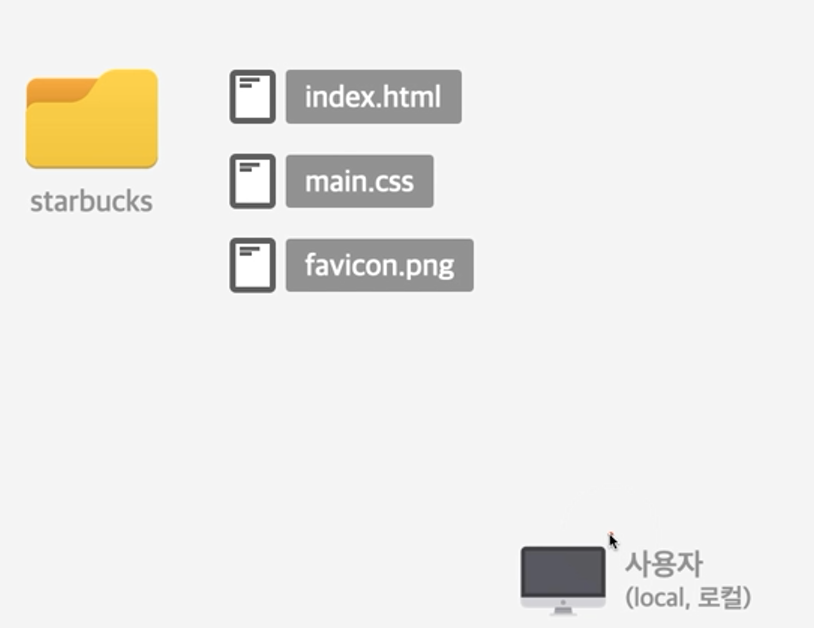 starbucks
index.html
main.css
favicon.png
사용자
(local, 로컬)